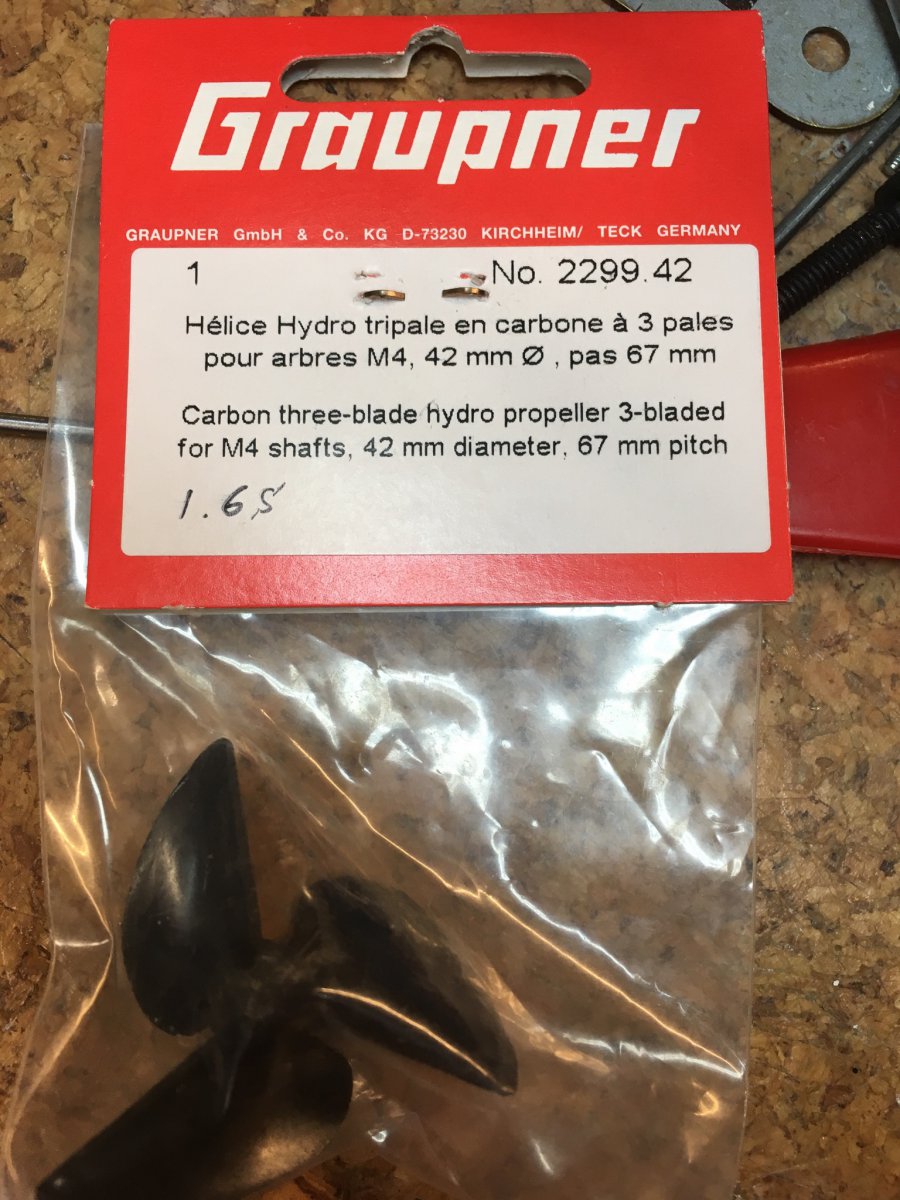 Graupner
GRAUPNER GmbH & Co. KG D-73230 KIRCHHEIM/ TECK GERMANY
1 No. 2299.42
Hélice Hydro tripale en carbone à 3 pales
pour arbres M4, 42 mm Ø , pas 67 mm
Carbon three-blade hydro propeller 3-bladed
for M4 shafts, 42 mm diameter, 67 mm pitch
1.65